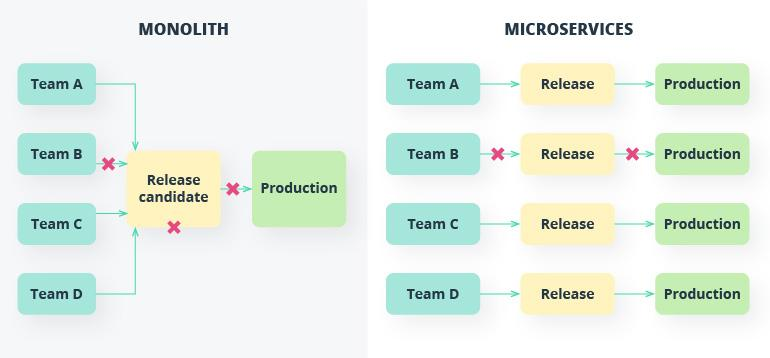 MONOLITH
Team A
Team B
Team C
Team D
Release
candidate
Production
MICROSERVICES
Team A
Release
Production
Team B
Release
Production
Team C
Release
Production
Team D
Release
Production